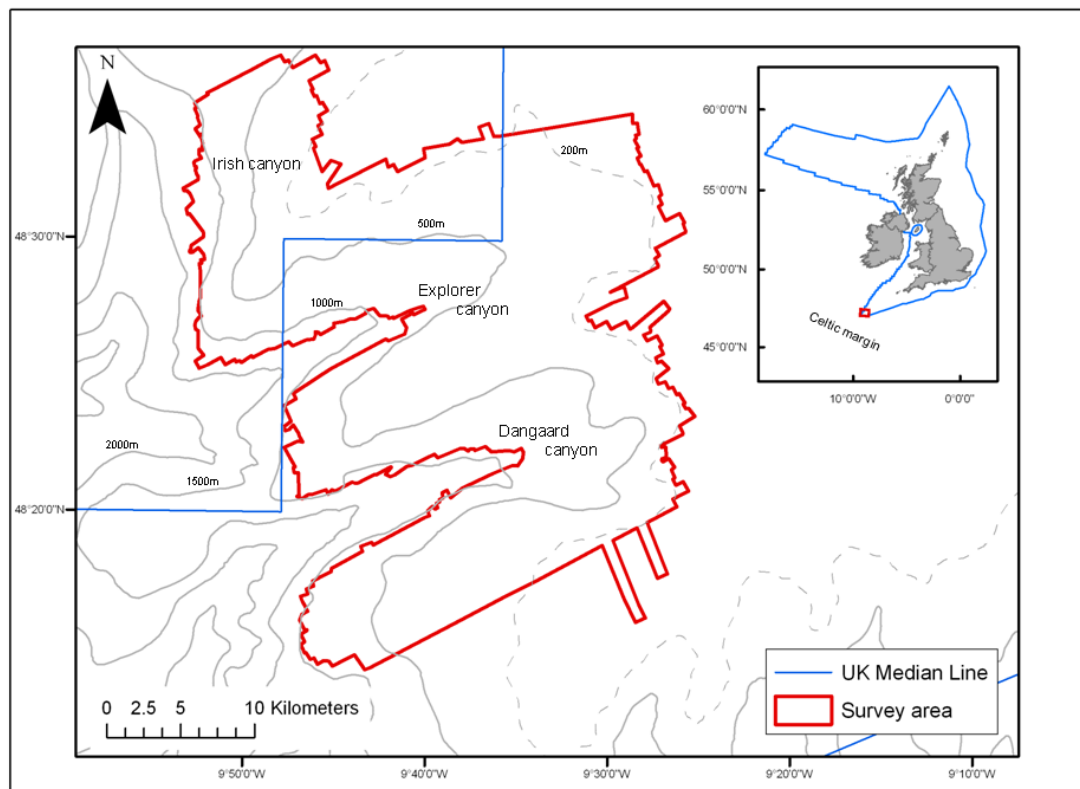 N
Irish canyon
200m
500m
48°30'0"N
Explorer
canyon
1000m
Dangaard
canyon
2000m
1500m
48°20'0"N
60°0'0"N
55°0'0"N
50°0'0"N
45°0'0"N
Celtic margin
10°0'0"W
0°0'0"
UK Median Line
Survey area
0 2.5 5 10 Kilometers
9°50'0"W 9°40'0"W 9°30'0"W 9°20'0"W 9°10'0"W